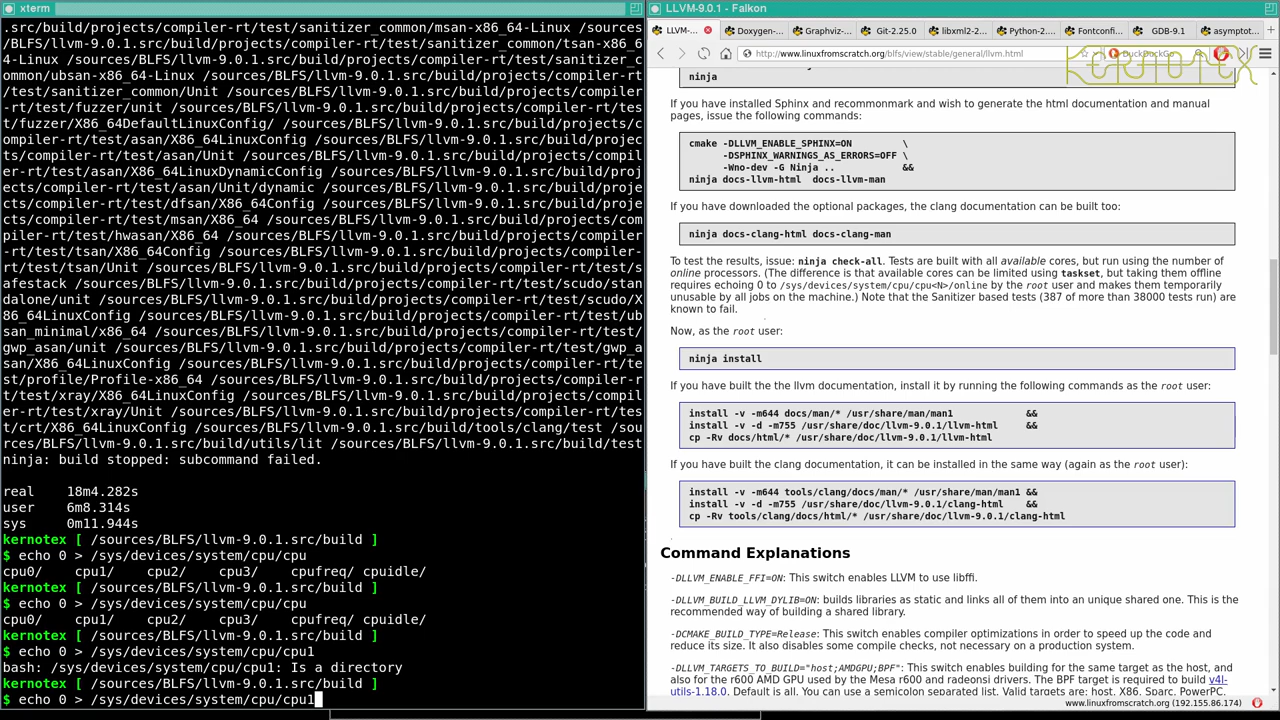 xterm
.src/build/projects/compiler-rt/test/sanitizer_common/msan-x86_64-Linux /sources
/BLFS/llvm-9.0.1.src/build/projects/compiler-rt/test/sanitizer_common/tsan-x86_6
4-Linux /sources/BLFS/llvm-9.0.1.src/build/projects/compiler-rt/test/sanitizer_c
ommon/ubsan-x86_64-Linux /sources/BLFS/llvm-9.0.1.src/build/projects/compiler-rt
/test/sanitizer_common/Unit /sources/BLFS/llvm-9.0.1.src/build/projects/compiler
-rt/test/fuzzer/unit /sources/BLFS/llvm-9.0.1.src/build/projects/compiler-rt/tes
t/fuzzer/X86_64DefaultLinuxConfig/ /sources/BLFS/llvm-9.0.1.src/build/projects/c
ompiler-rt/test/asan/X86_64LinuxConfig /sources/BLFS/llvm-9.0.1.src/build/projec
ts/compiler-rt/test/asan/Unit /sources/BLFS/llvm-9.0.1.src/build/projects/compil
er-rt/test/asan/X86_64LinuxDynamicConfig /sources/BLFS/llvm-9.0.1.src/build/proj
ects/compiler-rt/test/asan/Unit/dynamic /sources/BLFS/llvm-9.0.1.src/build/proje
cts/compiler-rt/test/dfsan/X86_64Config /sources/BLFS/llvm-9.0.1.src/build/proje
cts/compiler-rt/test/msan/X86_64 /sources/BLFS/llvm-9.0.1.src/build/projects/com
piler-rt/test/hwasan/X86_64 /sources/BLFS/llvm-9.0.1.src/build/projects/compiler
-rt/test/tsan/X86_64Config /sources/BLFS/llvm-9.0.1.src/build/projects/compiler-
rt/test/tsan/Unit /sources/BLFS/llvm-9.0.1.src/build/projects/compiler-rt/test/s
afestack /sources/BLFS/llvm-9.0.1.src/build/projects/compiler-rt/test/scudo/stan
dalone/unit /sources/BLFS/llvm-9.0.1.src/build/projects/compiler-rt/test/scudo/X
86_64LinuxConfig /sources/BLFS/llvm-9.0.1.src/build/projects/compiler-rt/test/ub
san_minimal/x86_64 /sources/BLFS/llvm-9.0.1.src/build/projects/compiler-rt/test/
gwp_asan/unit /sources/BLFS/llvm-9.0.1.src/build/projects/compiler-rt/test/gwp_a
san/X86_64LinuxConfig /sources/BLFS/llvm-9.0.1.src/build/projects/compiler-rt/te
st/profile/Profile-x86_64 /sources/BLFS/llvm-9.0.1.src/build/projects/compiler-r
t/test/xray/X86_64LinuxConfig /sources/BLFS/llvm-9.0.1.src/build/projects/compil
er-rt/test/xray/Unit /sources/BLFS/llvm-9.0.1.src/build/projects/compiler-rt/tes
t/crt/X86_64LinuxConfig /sources/BLFS/llvm-9.0.1.src/build/tools/clang/test /sou
rces/BLFS/llvm-9.0.1.src/build/utils/lit /sources/BLFS/llvm-9.0.1.src/build/test
ninja: build stopped: subcommand failed.
real 18m4.282s
user 6m8.314s
sys 0m11.944s
kernotex [ /sources/BLFS/llvm-9.0.1.src/build ]
$ echo 0 > /sys/devices/system/cpu/cpu
cpu0/ cpu1/ cpu2/ cpu3/ cpufreq/ cpuidle/
kernotex [ /sources/BLFS/llvm-9.0.1.src/build ]
$ echo 0 > /sys/devices/system/cpu/cpu
cpu0/ cpu1/ cpu2/ cpu3/ cpufreq/ cpuidle/
kernotex [ /sources/BLFS/llvm-9.0.1.src/build ]
$ echo 0 > /sys/devices/system/cpu/cpu1
bash: /sys/devices/system/cpu/cpu1: Is a directory
kernotex [ /sources/BLFS/llvm-9.0.1.src/build ]
$ echo 0 > /sys/devices/system/cpu/cpu1
LLVM-9.0.1 - Falkon
LLVM-... Doxygen-... Graphviz-... Git-2.25.0 libxml2-... Python-2... Fontconfi... GDB-9.1 asymptot...
http://www.linuxfromscratch.org/blfs/view/stable/general/llvm.html DuckDuckGo
KERNOTEX
ninja
If you have installed Sphinx and recommonmark and wish to generate the html documentation and manual
pages, issue the following commands:
cmake -DLLVM_ENABLE_SPHINX=ON \
-DSPHINX_WARNINGS_AS_ERRORS=OFF \
-Wno-dev -G Ninja .. &&
ninja docs-llvm-html docs-llvm-man
If you have downloaded the optional packages, the clang documentation can be built too:
ninja docs-clang-html docs-clang-man
To test the results, issue: ninja check-all. Tests are built with all available cores, but run using the number of
online processors. (The difference is that available cores can be limited using taskset, but taking them offline
requires echoing 0 to /sys/devices/system/cpu/cpu<N>/online by the root user and makes them temporarily
unusable by all jobs on the machine.) Note that the Sanitizer based tests (387 of more than 38000 tests run) are
known to fail.
Now, as the root user:
ninja install
If you have built the the llvm documentation, install it by running the following commands as the root user:
install -v -m644 docs/man/* /usr/share/man/man1 &&
install -v -d -m755 /usr/share/doc/llvm-9.0.1/llvm-html &&
cp -Rv docs/html/* /usr/share/doc/llvm-9.0.1/llvm-html
If you have built the clang documentation, it can be installed in the same way (again as the root user):
install -v -m644 tools/clang/docs/man/* /usr/share/man/man1 &&
install -v -d -m755 /usr/share/doc/llvm-9.0.1/clang-html &&
cp -Rv tools/clang/docs/html/* /usr/share/doc/llvm-9.0.1/clang-html
Command Explanations
-DLLVM_ENABLE_FFI=ON: This switch enables LLVM to use libffi.
-DLLVM_BUILD_LLVM_DYLIB=ON: builds libraries as static and links all of them into an unique shared one. This is the
recommended way of building a shared library.
-DCMAKE_BUILD_TYPE=Release: This switch enables compiler optimizations in order to speed up the code and
reduce its size. It also disables some compile checks, not necessary on a production system.
-DLLVM_TARGETS_TO_BUILD="host;AMDGPU;BPF": This switch enables building for the same target as the host, and
also for the r600 AMD GPU used by the Mesa r600 and radeonsi drivers. The BPF target is required to build v4l-
utils-1.18.0. Default is all. You can use a semicolon separated list. Valid targets are: host, X86, Sparc, PowerPC,
www.linuxfromscratch.org (192.155.86.174)